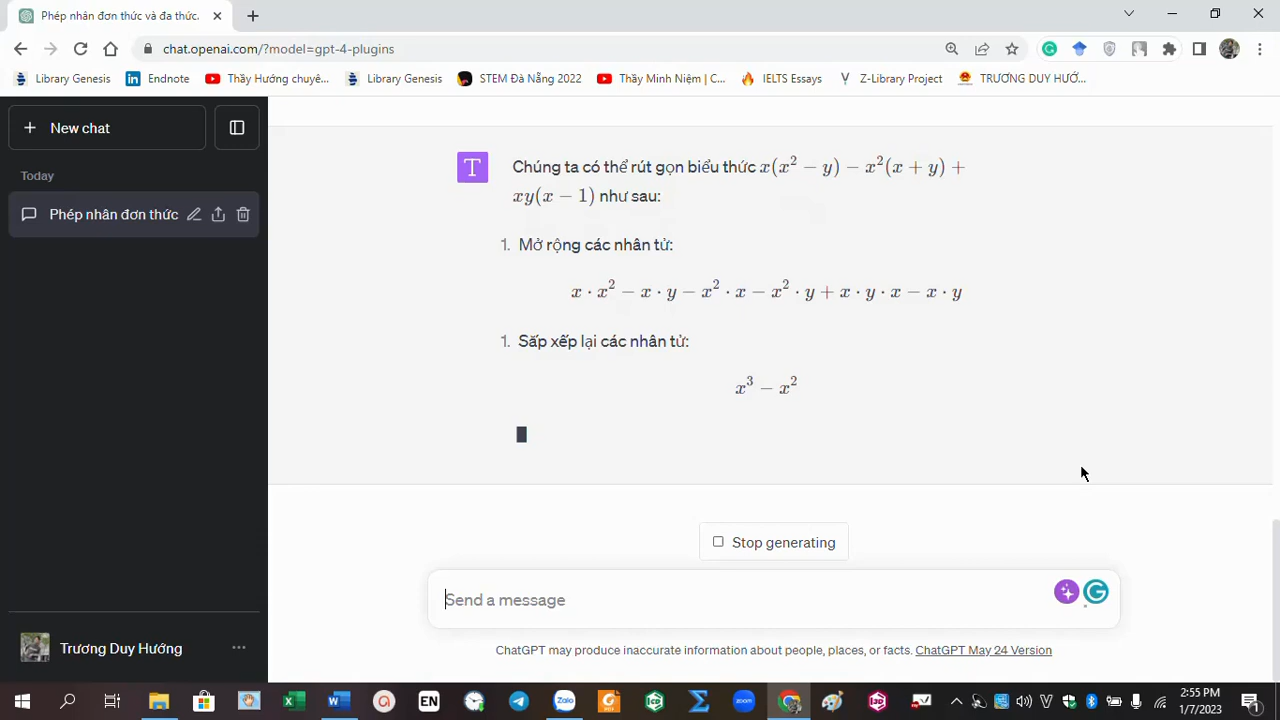 Phép nhân đơn thức và đa thức.
chat.openai.com/?model=gpt-4-plugins
Library Genesis
Endnote
Thầy Hướng chuyê...
Library Genesis
STEM Đà Nẵng 2022
Thầy Minh Niệm | C...
IELTS Essays
Z-Library Project
TRƯƠNG DUY HƯỚ...
New chat
Today
Phép nhân đơn thức
T
Chúng ta có thể rút gọn biểu thức x(x² − y) − x²(x + y) +
xy(x − 1) như sau:
1. Mở rộng các nhân tử:
x · x² − x · y − x² · x − x² · y + x · y · x − x · y
1. Sắp xếp lại các nhân tử:
x³ − x²
Stop generating
Send a message
ChatGPT may produce inaccurate information about people, places, or facts. ChatGPT May 24 Version
Trương Duy Hướng
EN
Zalo
zoom
2:55 PM
1/7/2023